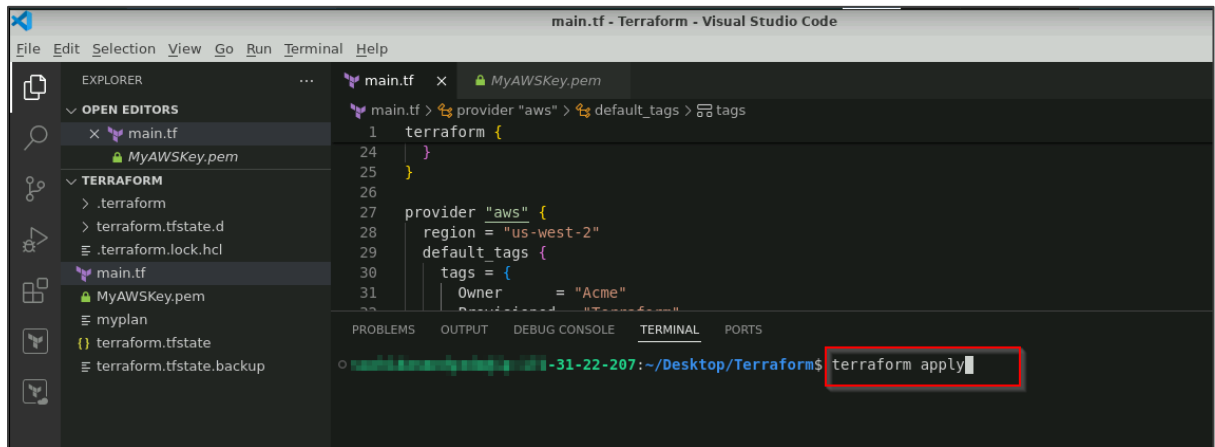 main.tf - Terraform - Visual Studio Code
File Edit Selection View Go Run Terminal Help
EXPLORER ...
OPEN EDITORS
main.tf
MyAWSKey.pem
TERRAFORM
.terraform
terraform.tfstate.d
.terraform.lock.hcl
main.tf
MyAWSKey.pem
myplan
terraform.tfstate
terraform.tfstate.backup
main.tf MyAWSKey.pem
main.tf > provider "aws" > default_tags > tags
1 terraform {
24 }
25 }
26
27 provider "aws" {
28 region = "us-west-2"
29 default_tags {
30 tags = {
31 Owner = "Acme"
PROBLEMS OUTPUT DEBUG CONSOLE TERMINAL PORTS
-31-22-207:~/Desktop/Terraform$ terraform apply